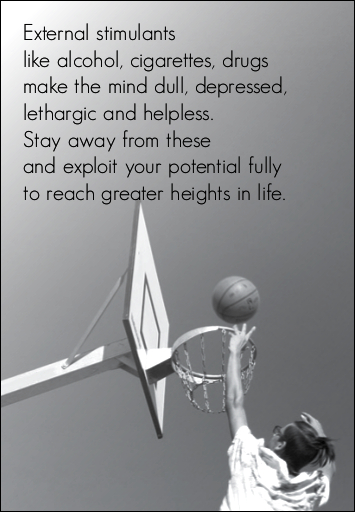 External stimulants
like alcohol, cigarettes, drugs
make the mind dull, depressed,
lethargic and helpless.
Stay away from these
and exploit your potential fully
to reach greater heights in life.